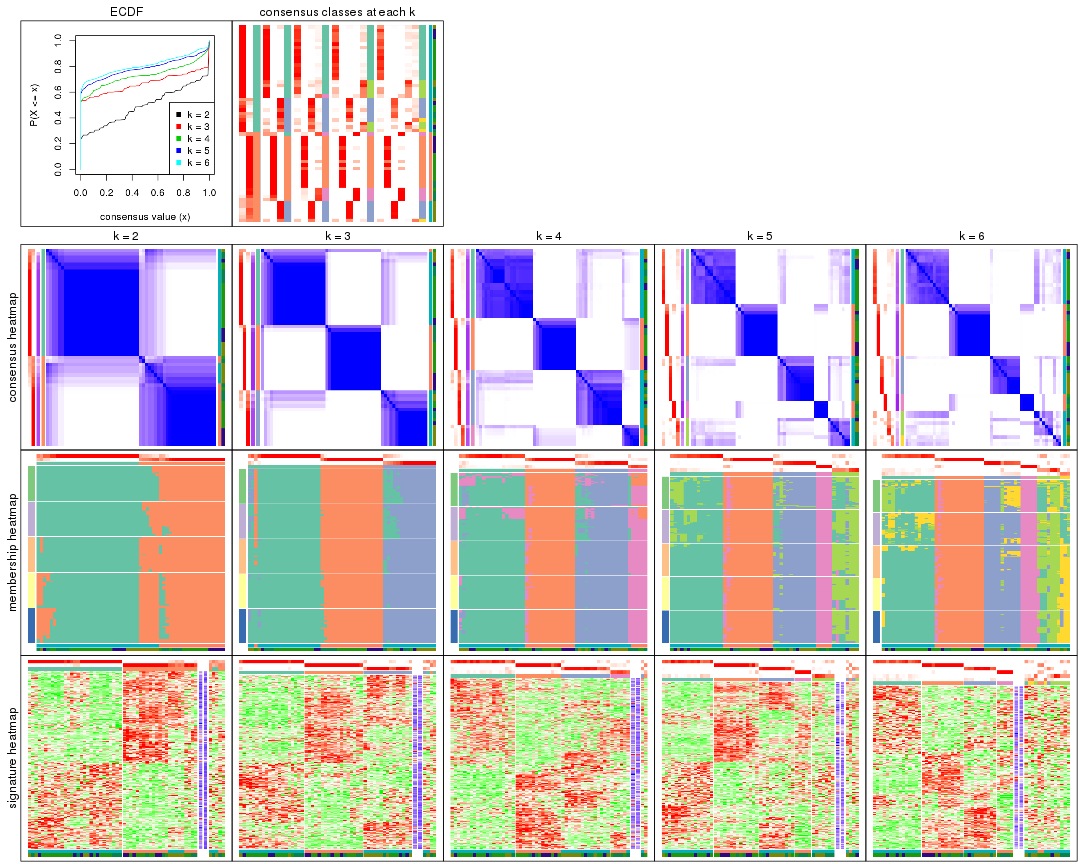 ECDF
consensus classes at each k
P(X <= x)
0.0 0.2 0.4 0.6 0.8 1.0
k = 2
k = 3
k = 4
k = 5
k = 6
0.0 0.2 0.4 0.6 0.8 1.0
consensus value (x)
k = 2 k = 3 k = 4 k = 5 k = 6
consensus heatmap
membership heatmap
signature heatmap